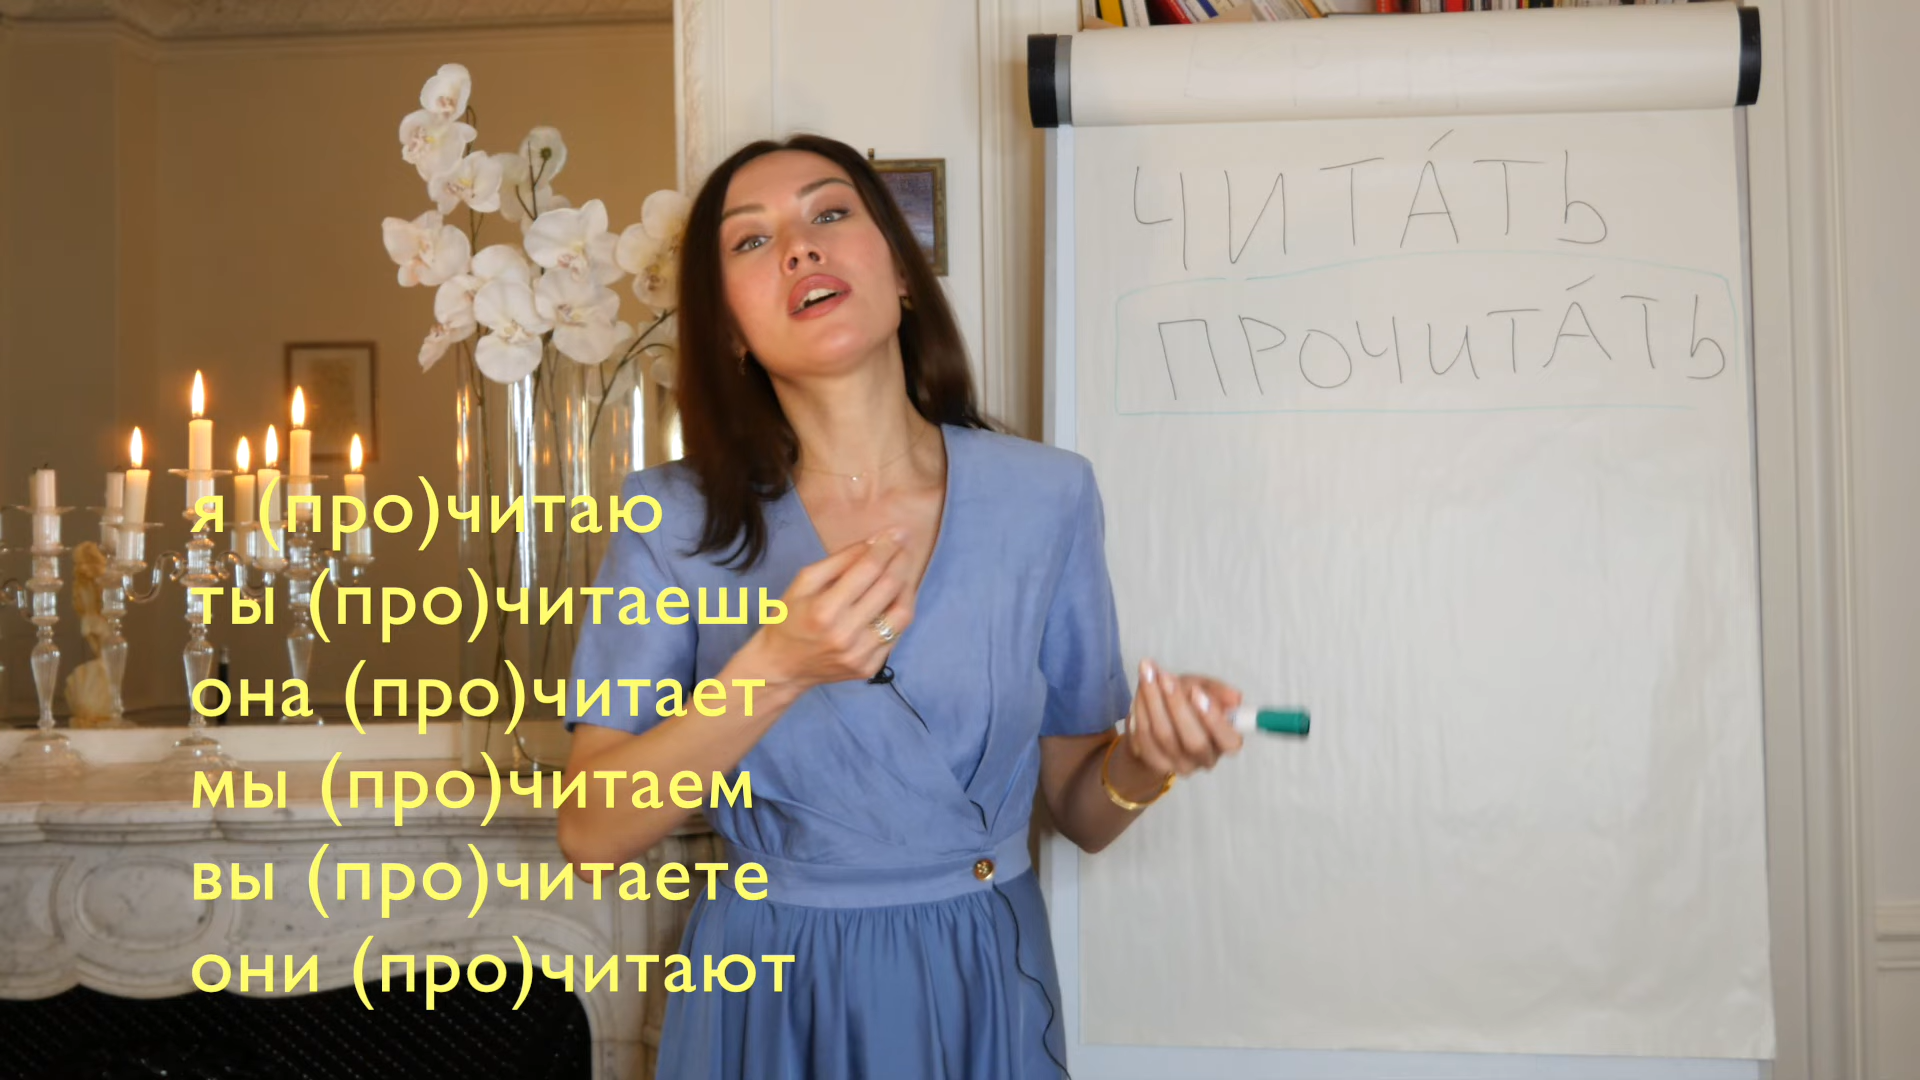 ЧИТА́ТЬ
ПРОЧИТА́ТЬ
я (про)читаю
ты (про)читаешь
она (про)читает
мы (про)читаем
вы (про)читаете
они (про)читают